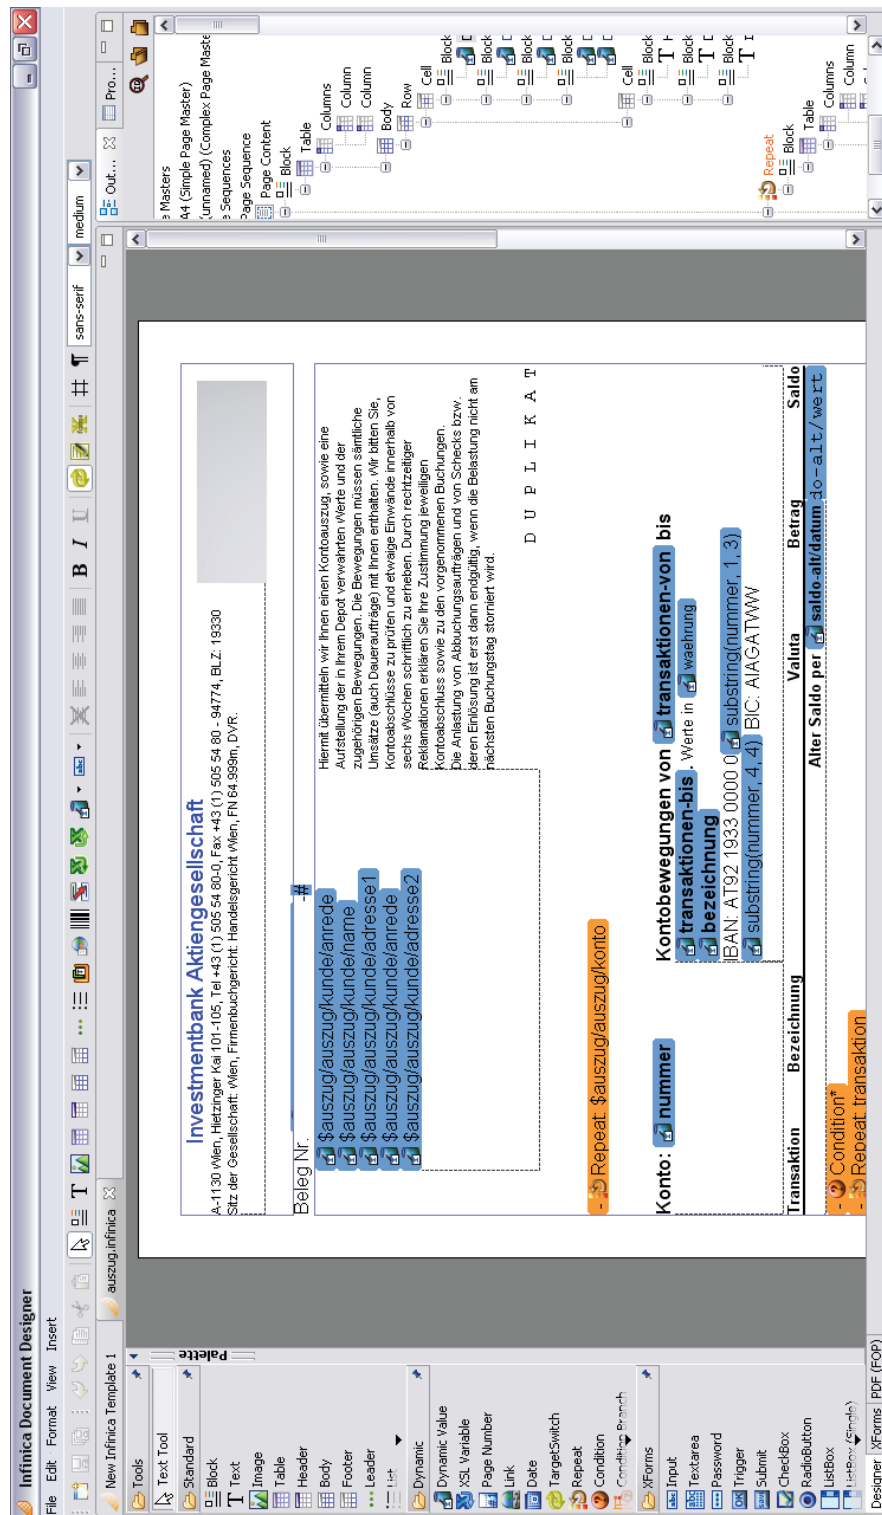 Infinica Document Designer
File Edit Format View Insert
sans-serif medium
New Infinica Template 1
auszug.infinica
Out... Pro...
Palette
Tools
Text Tool
Standard
Block
Text
Image
Table
Header
Body
Footer
Leader
List
Dynamic
Dynamic Value
XSL Variable
Page Number
Link
Date
TargetSwitch
Repeat
Condition
Condition Branch
XForms
Input
Textarea
Password
Trigger
Submit
CheckBox
RadioButton
ListBox
ListBox (Single)
Designer XForms PDF (FOP)
Investmentbank Aktiengesellschaft
A-1130 Wien, Hietzinger Kai 101-105, Tel +43 (1) 505 54 80-0, Fax +43 (1) 505 54 80 - 94774, BLZ: 19330
Sitz der Gesellschaft: Wien, Firmenbuchgericht: Handelsgericht Wien, FN 64.999m, DVR.
Beleg Nr. -#
$auszug/auszug/kunde/anrede
$auszug/auszug/kunde/name
$auszug/auszug/kunde/adresse1
$auszug/auszug/kunde/anrede
$auszug/auszug/kunde/adresse2
Hiermit übermitteln wir Ihnen einen Kontoauszug, sowie eine
Aufstellung der in Ihrem Depot verwahrten Werte und der
zugehörigen Bewegungen. Die Bewegungen müssen sämtliche
Umsätze (auch Daueraufträge) mit Ihnen enthalten. Wir bitten Sie,
Kontoabschlüsse zu prüfen und etwaige Einwände innerhalb von
sechs Wochen schriftlich zu erheben. Durch rechtzeitiger
Reklamationen erklären Sie Ihre Zustimmung jeweiligen
Kontoabschluss sowie zu den vorgenommenen Buchungen.
Die Anlastung von Abbuchungsaufträgen und von Schecks bzw.
deren Einlösung ist erst dann endgültig, wenn die Belastung nicht am
nächsten Buchungstag storniert wird.
D U P L I K A T
- Repeat: $auszug/auszug/konto
Konto: nummer
Kontobewegungen von transaktionen-von bis
transaktionen-bis . Werte in waehrung
bezeichnung
IBAN: AT92 1933 0000 0 substring(nummer, 1, 3)
substring(nummer, 4, 4) BIC: AIAGATWW
Transaktion Bezeichnung Valuta Betrag Saldo
Alter Saldo per saldo-alt/datum do-alt/wert
- Condition*
- Repeat: transaktion
e Masters
A4 (Simple Page Master)
(unnamed) (Complex Page Maste
e Sequences
Page Sequence
Page Content
Block
Table
Columns
Column
Column
Body
Row
Cell
Block
Block
Block
Block
Cell
Block
Block
Block
Repeat
Block
Table
Columns
Column